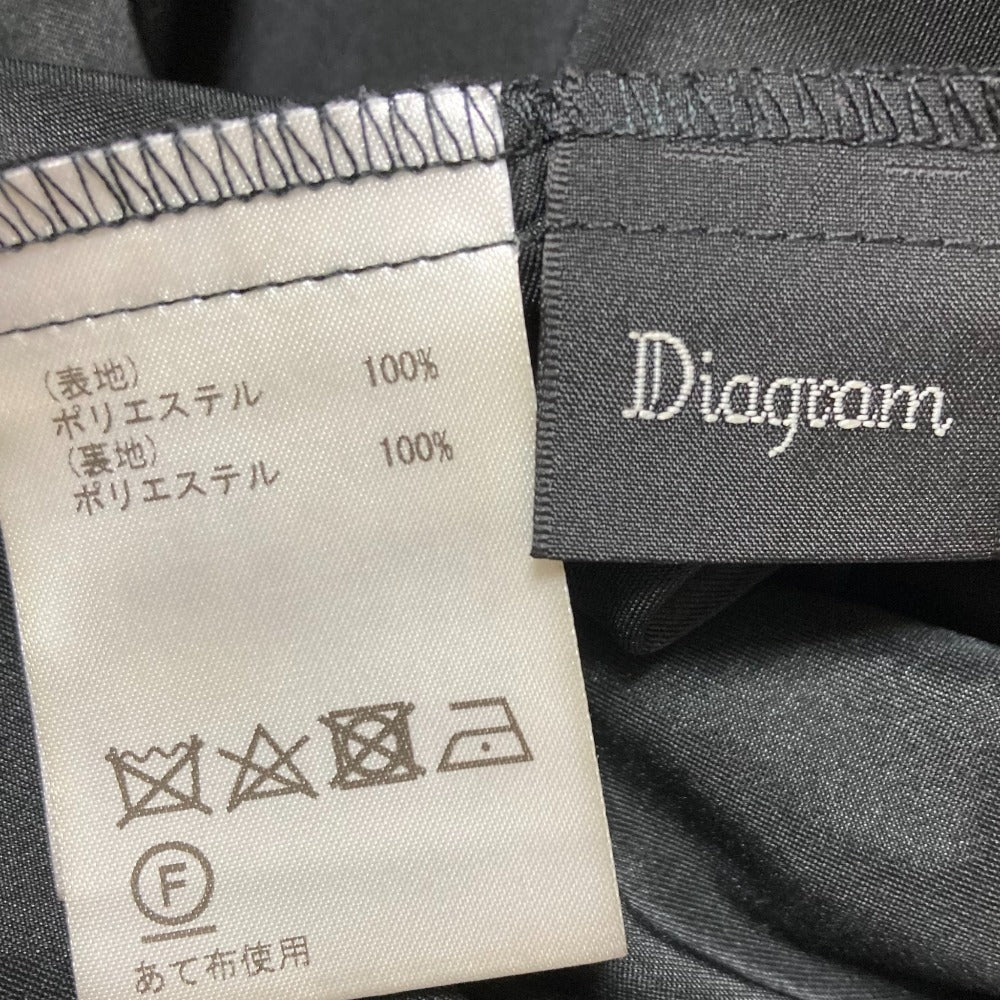 (表地)
ポリエステル 100%
(裏地)
ポリエステル 100%
F
あて布使用
Diagram